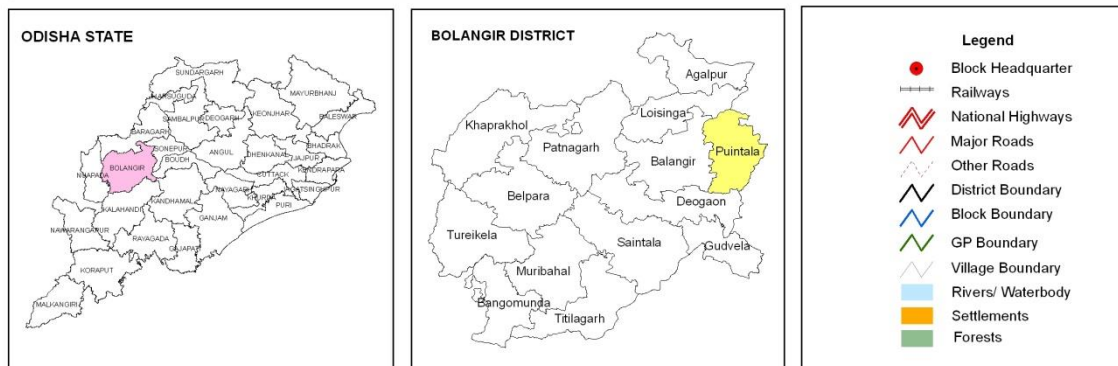 ODISHA STATE
SUNDARGARH
JHARSUGUDA
MAYURBHANJ
SAMBALPUR
DEOGARH
KEONJHAR
BALESWAR
BARAGARH
SONEPUR
ANGUL
DHENKANAL
BHADRAK
JAJPUR
BOUDH
KENDRAPARA
NUAPADA
BOLANGIR
CUTTACK
JAGATSINGHPUR
NAYAGARH
KHURDA
PURI
KALAHANDI
KANDHAMAL
GANJAM
NAWARANGAPUR
RAYAGADA
GAJAPATI
KORAPUT
MALKANGIRI
BOLANGIR DISTRICT
Agalpur
Loisinga
Khaprakhol
Patnagarh
Puintala
Balangir
Belpara
Deogaon
Tureikela
Saintala
Gudvela
Muribahal
Bangomunda
Titilagarh
Legend
Block Headquarter
Railways
National Highways
Major Roads
Other Roads
District Boundary
Block Boundary
GP Boundary
Village Boundary
Rivers/ Waterbody
Settlements
Forests